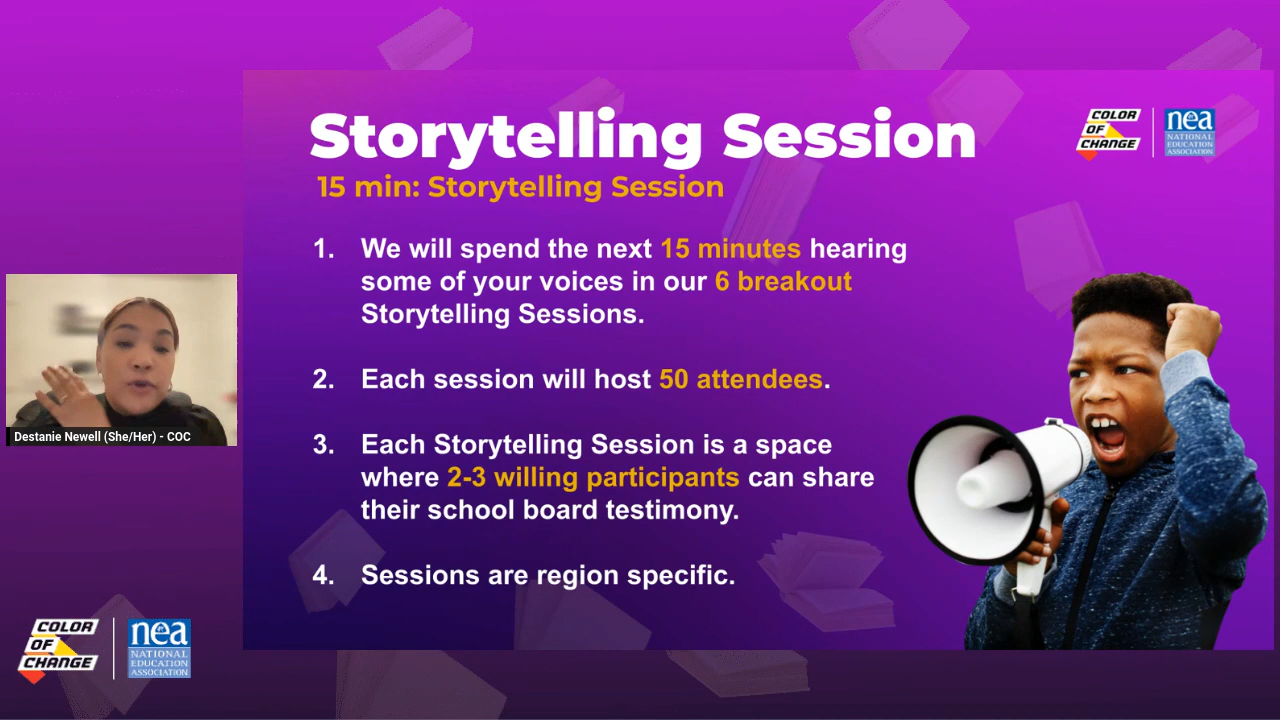 Storytelling Session
15 min: Storytelling Session
COLOR
OF
CHANGE
nea
NATIONAL
EDUCATION
ASSOCIATION
1. We will spend the next 15 minutes hearing
some of your voices in our 6 breakout
Storytelling Sessions.
2. Each session will host 50 attendees.
3. Each Storytelling Session is a space
where 2-3 willing participants can share
their school board testimony.
4. Sessions are region specific.
Destanie Newell (She/Her) - COC
COLOR
OF
CHANGE
nea
NATIONAL
EDUCATION
ASSOCIATION